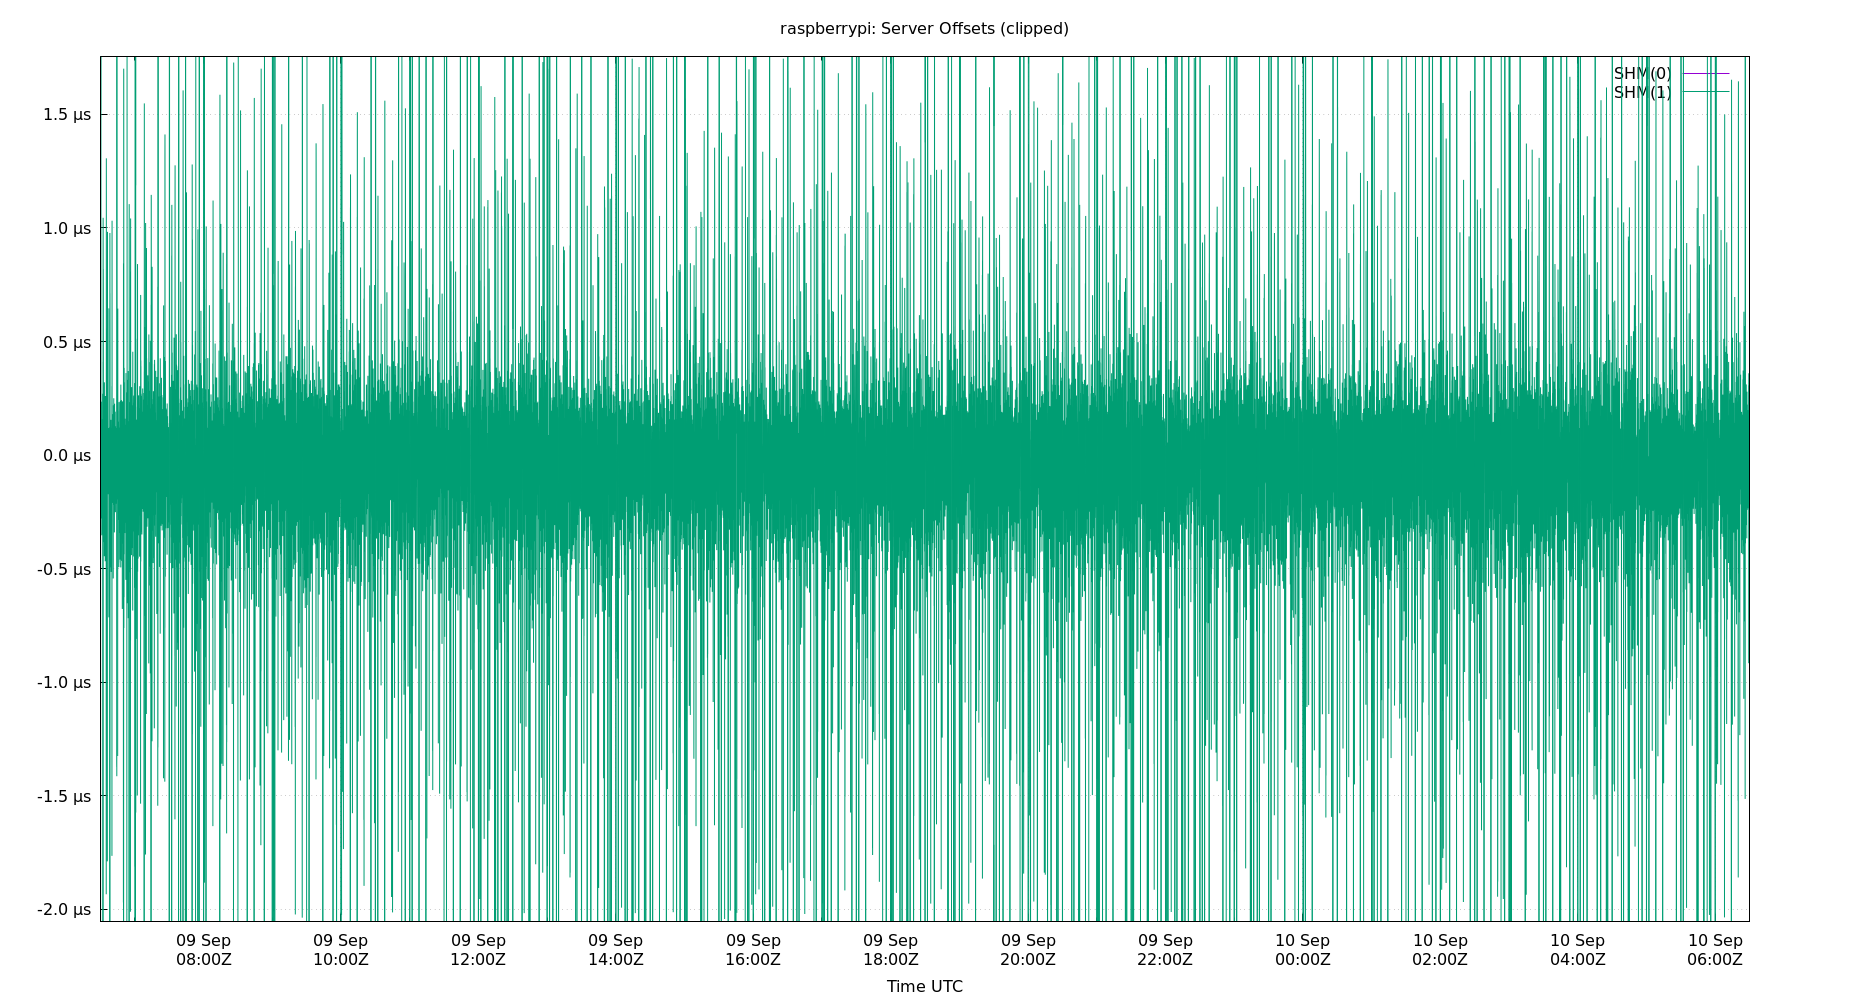 raspberrypi: Server Offsets (clipped)
SHM(0)
SHM(1)
1.5 µs
1.0 µs
0.5 µs
0.0 µs
-0.5 µs
-1.0 µs
-1.5 µs
-2.0 µs
09 Sep 09 Sep 09 Sep 09 Sep 09 Sep 09 Sep 09 Sep 09 Sep 10 Sep 10 Sep 10 Sep 10 Sep
08:00Z 10:00Z 12:00Z 14:00Z 16:00Z 18:00Z 20:00Z 22:00Z 00:00Z 02:00Z 04:00Z 06:00Z
Time UTC